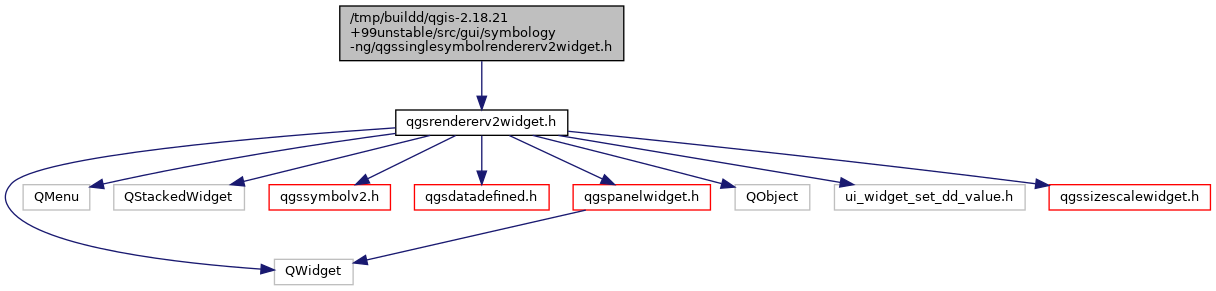 /tmp/buildd/qgis-2.18.21
+99unstable/src/gui/symbology
-ng/qgssinglesymbolrendererv2widget.h
qgsrendererv2widget.h
QMenu
QStackedWidget
qgssymbolv2.h
qgsdatadefined.h
qgspanelwidget.h
QObject
ui_widget_set_dd_value.h
qgssizescalewidget.h
QWidget